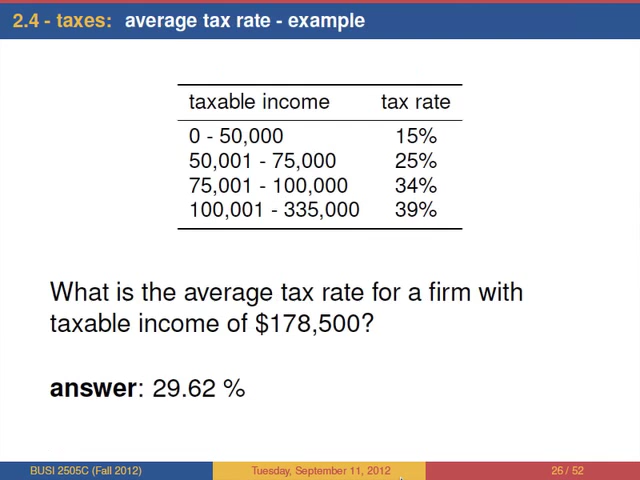 2.4 - taxes: average tax rate - example
taxable income tax rate
0 - 50,000 15%
50,001 - 75,000 25%
75,001 - 100,000 34%
100,001 - 335,000 39%
What is the average tax rate for a firm with
taxable income of $178,500?
answer: 29.62 %
BUSI 2505C (Fall 2012) Tuesday, September 11, 2012 26 / 52